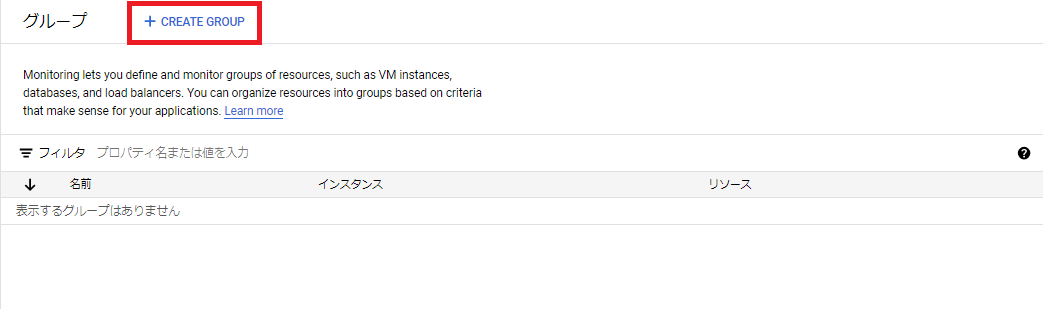 グループ
+ CREATE GROUP
Monitoring lets you define and monitor groups of resources, such as VM instances,
databases, and load balancers. You can organize resources into groups based on criteria
that make sense for your applications. Learn more
フィルタ プロパティ名または値を入力
名前 インスタンス リソース
表示するグループはありません